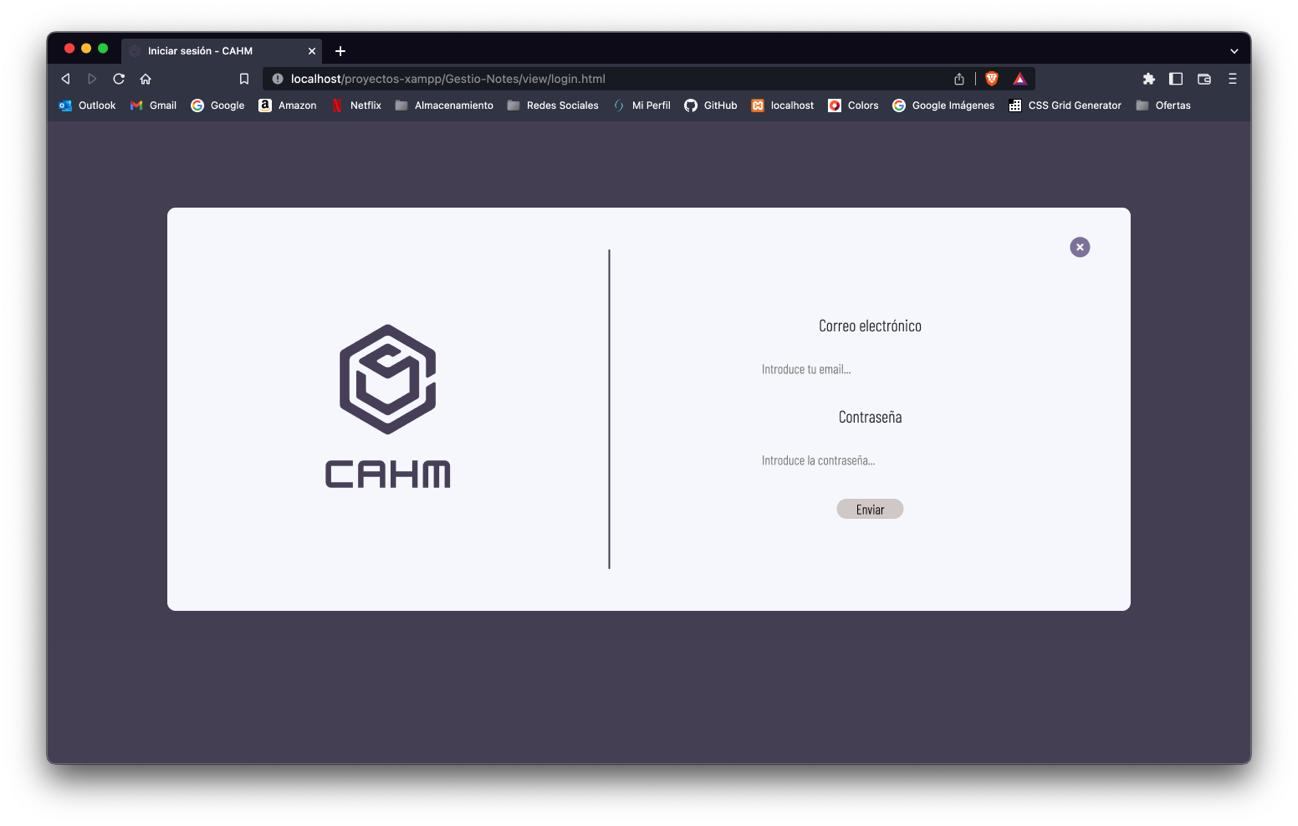 Iniciar sesión - CAHM
localhost/proyectos-xampp/Gestio-Notes/view/login.html
Outlook Gmail Google Amazon Netflix Almacenamiento Redes Sociales Mi Perfil GitHub localhost Colors Google Imágenes CSS Grid Generator Ofertas
CAHM
Correo electrónico
Introduce tu email...
Contraseña
Introduce la contraseña...
Enviar